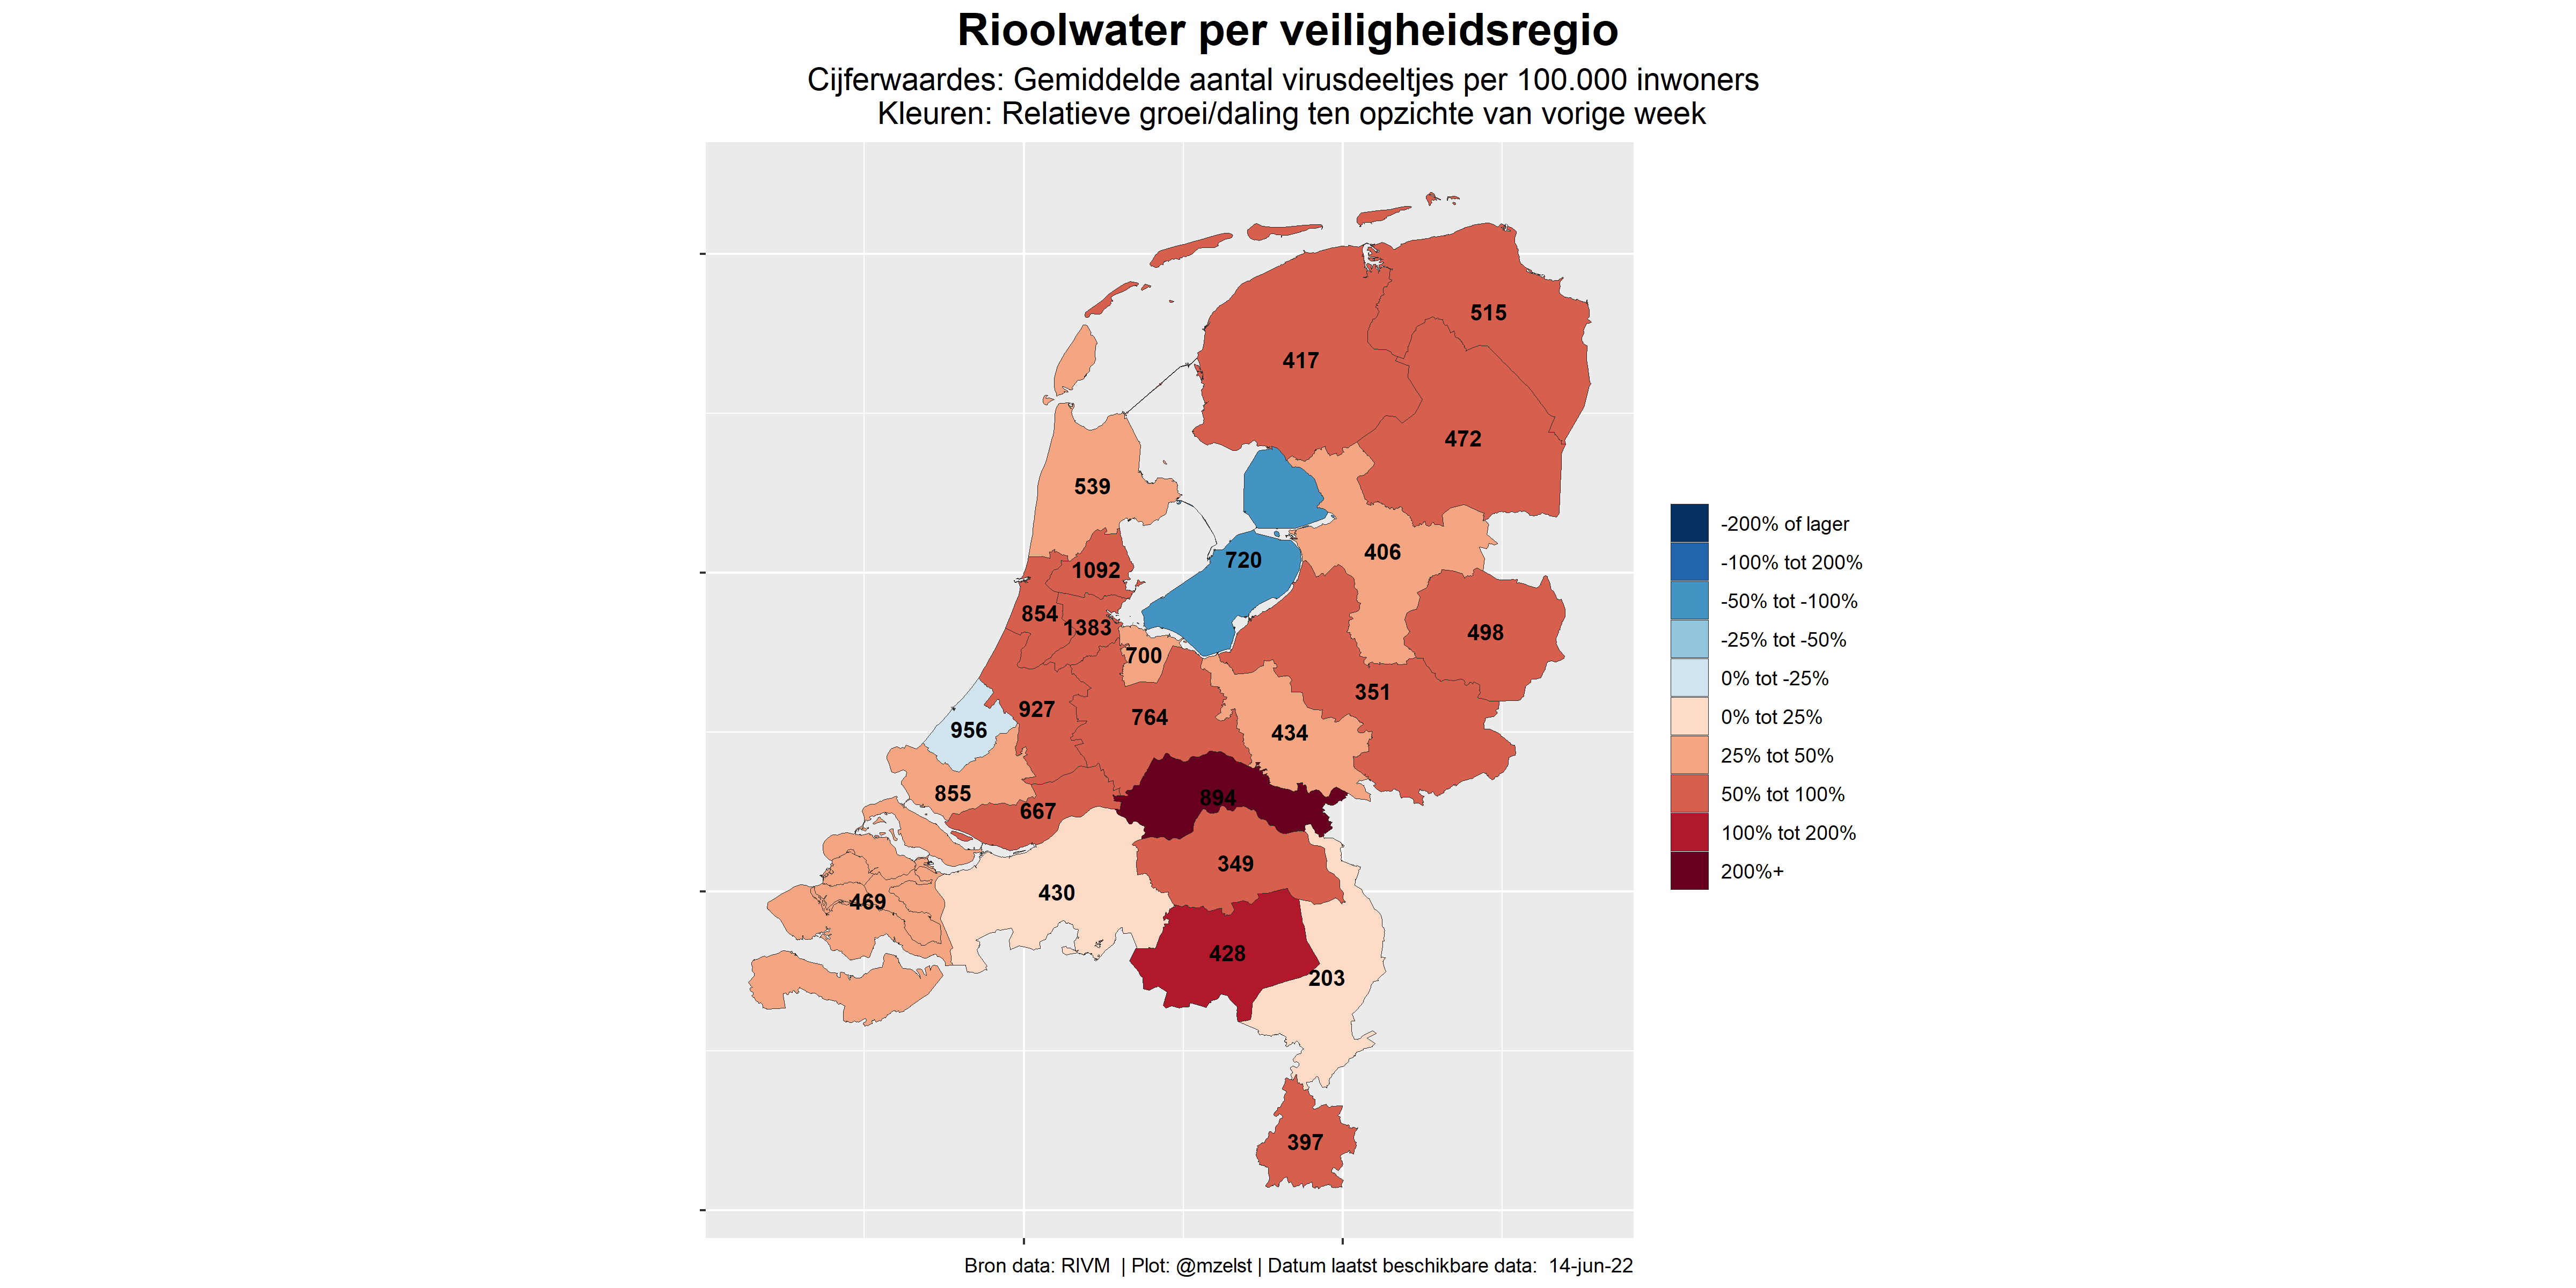 Rioolwater per veiligheidsregio
Cijferwaardes: Gemiddelde aantal virusdeeltjes per 100.000 inwoners
Kleuren: Relatieve groei/daling ten opzichte van vorige week
515
417
472
539
406
720
1092
854
1383
498
700
351
927
764
956
434
855
894
667
349
430
469
428
203
397
-200% of lager
-100% tot 200%
-50% tot -100%
-25% tot -50%
0% tot -25%
0% tot 25%
25% tot 50%
50% tot 100%
100% tot 200%
200%+
Bron data: RIVM | Plot: @mzelst | Datum laatst beschikbare data: 14-jun-22